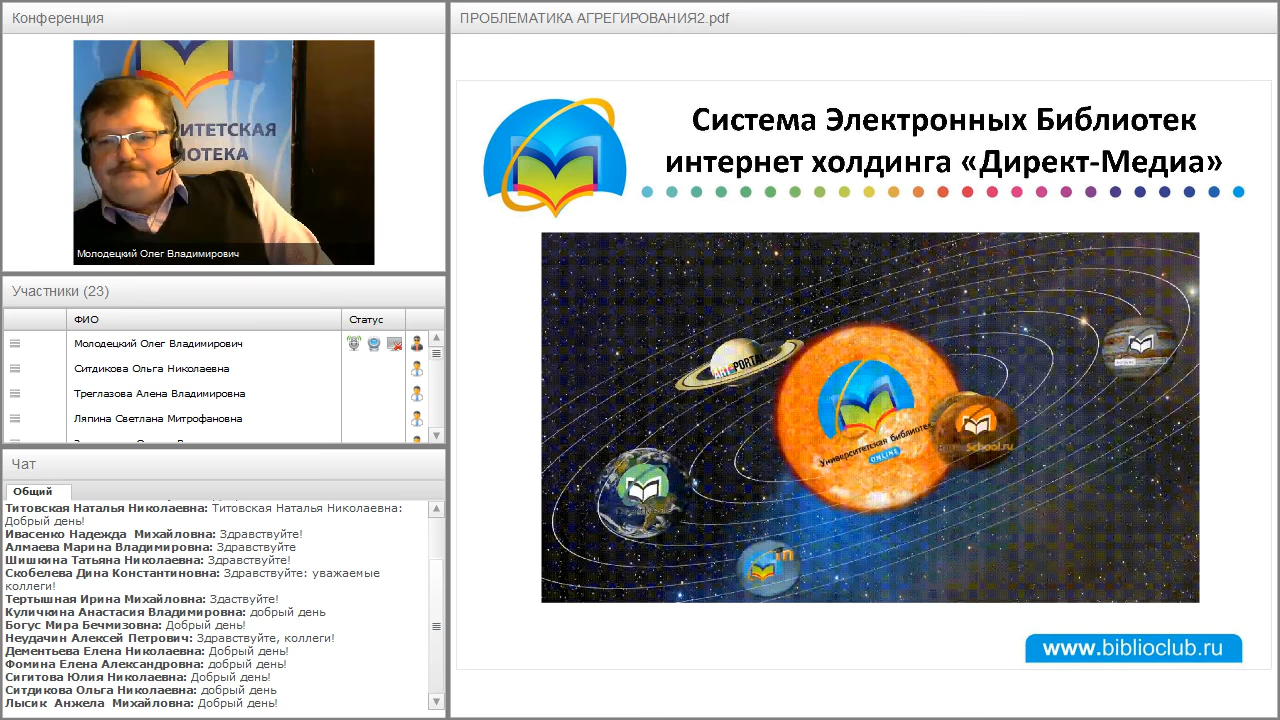 Конференция
ИТЕТСКАЯ
ИОТЕКА
Молодецкий Олег Владимирович
Участники (23)
ФИО Статус
Молодецкий Олег Владимирович
Ситдикова Ольга Николаевна
Треглазова Алена Владимировна
Ляпина Светлана Митрофановна
Чат
Общий
Титовская Наталья Николаевна: Титовская Наталья Николаевна:
Добрый день!
Ивасенко Надежда Михайловна: Здравствуйте!
Алмаева Марина Владимировна: Здравствуйте
Шишкина Татьяна Николаевна: Здравствуйте!
Скобелева Дина Константиновна: Здравствуйте: уважаемые
коллеги!
Тертышная Ирина Михайловна: Здаствуйте!
Куличкина Анастасия Владимировна: добрый день
Богус Мира Бечмизовна: Добрый день!
Неудачин Алексей Петрович: Здравствуйте, коллеги!
Дементьева Елена Николаевна: Добрый день!
Фомина Елена Александровна: добрый день!
Сигитова Юлия Николаевна: Добрый день!
Ситдикова Ольга Николаевна: добрый день
Лысик Анжела Михайловна: Добрый день!
ПРОБЛЕМАТИКА АГРЕГИРОВАНИЯ2.pdf
Система Электронных Библиотек
интернет холдинга «Директ-Медиа»
ART-PORTAL
Университетская библиотека
ONLINE
School.ru
www.biblioclub.ru